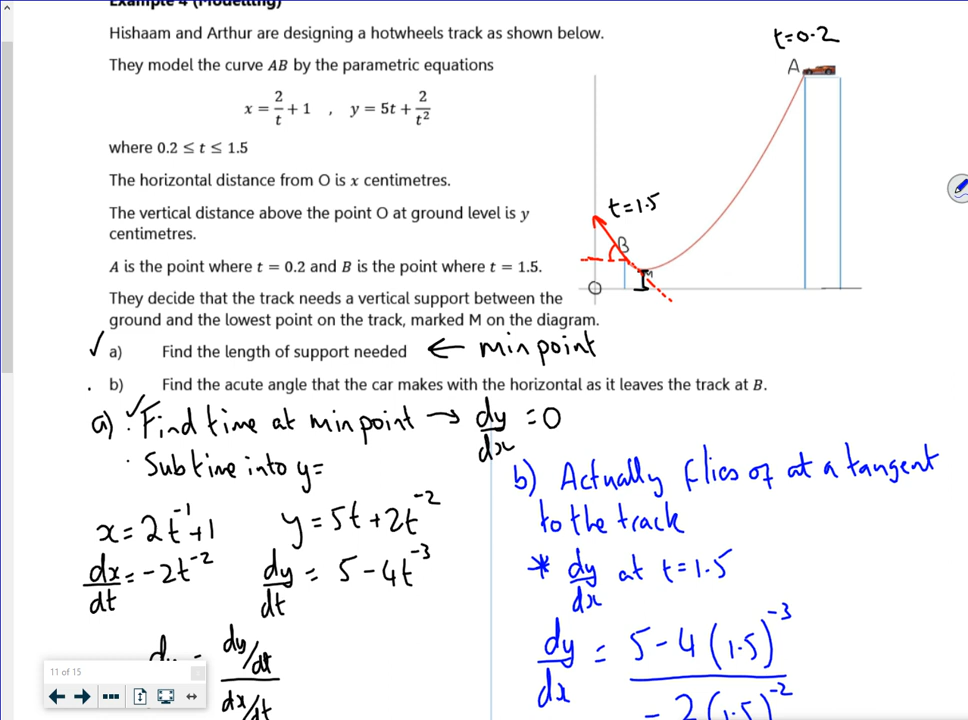 Example 4 (Modelling)
Hishaam and Arthur are designing a hotwheels track as shown below.
They model the curve AB by the parametric equations
x = 2/t + 1 , y = 5t + 2/t²
where 0.2 ≤ t ≤ 1.5
The horizontal distance from O is x centimetres.
The vertical distance above the point O at ground level is y
centimetres.
A is the point where t = 0.2 and B is the point where t = 1.5.
They decide that the track needs a vertical support between the
ground and the lowest point on the track, marked M on the diagram.
✓ a) Find the length of support needed ← min point
. b) Find the acute angle that the car makes with the horizontal as it leaves the track at B.
t=0.2
A
t=1.5
B
M
O
a) ✓ Find time at min point → dy/dx = 0
· Sub time into y=
x = 2t⁻¹+1 y = 5t+2t⁻²
dx/dt = -2t⁻² dy/dt = 5-4t⁻³
dy/dt
dx/dt
b) Actually flies of at a tangent
to the track
* dy/dx at t=1.5
dy/dx = 5-4(1.5)⁻³
-2(1.5)⁻²
11 of 15